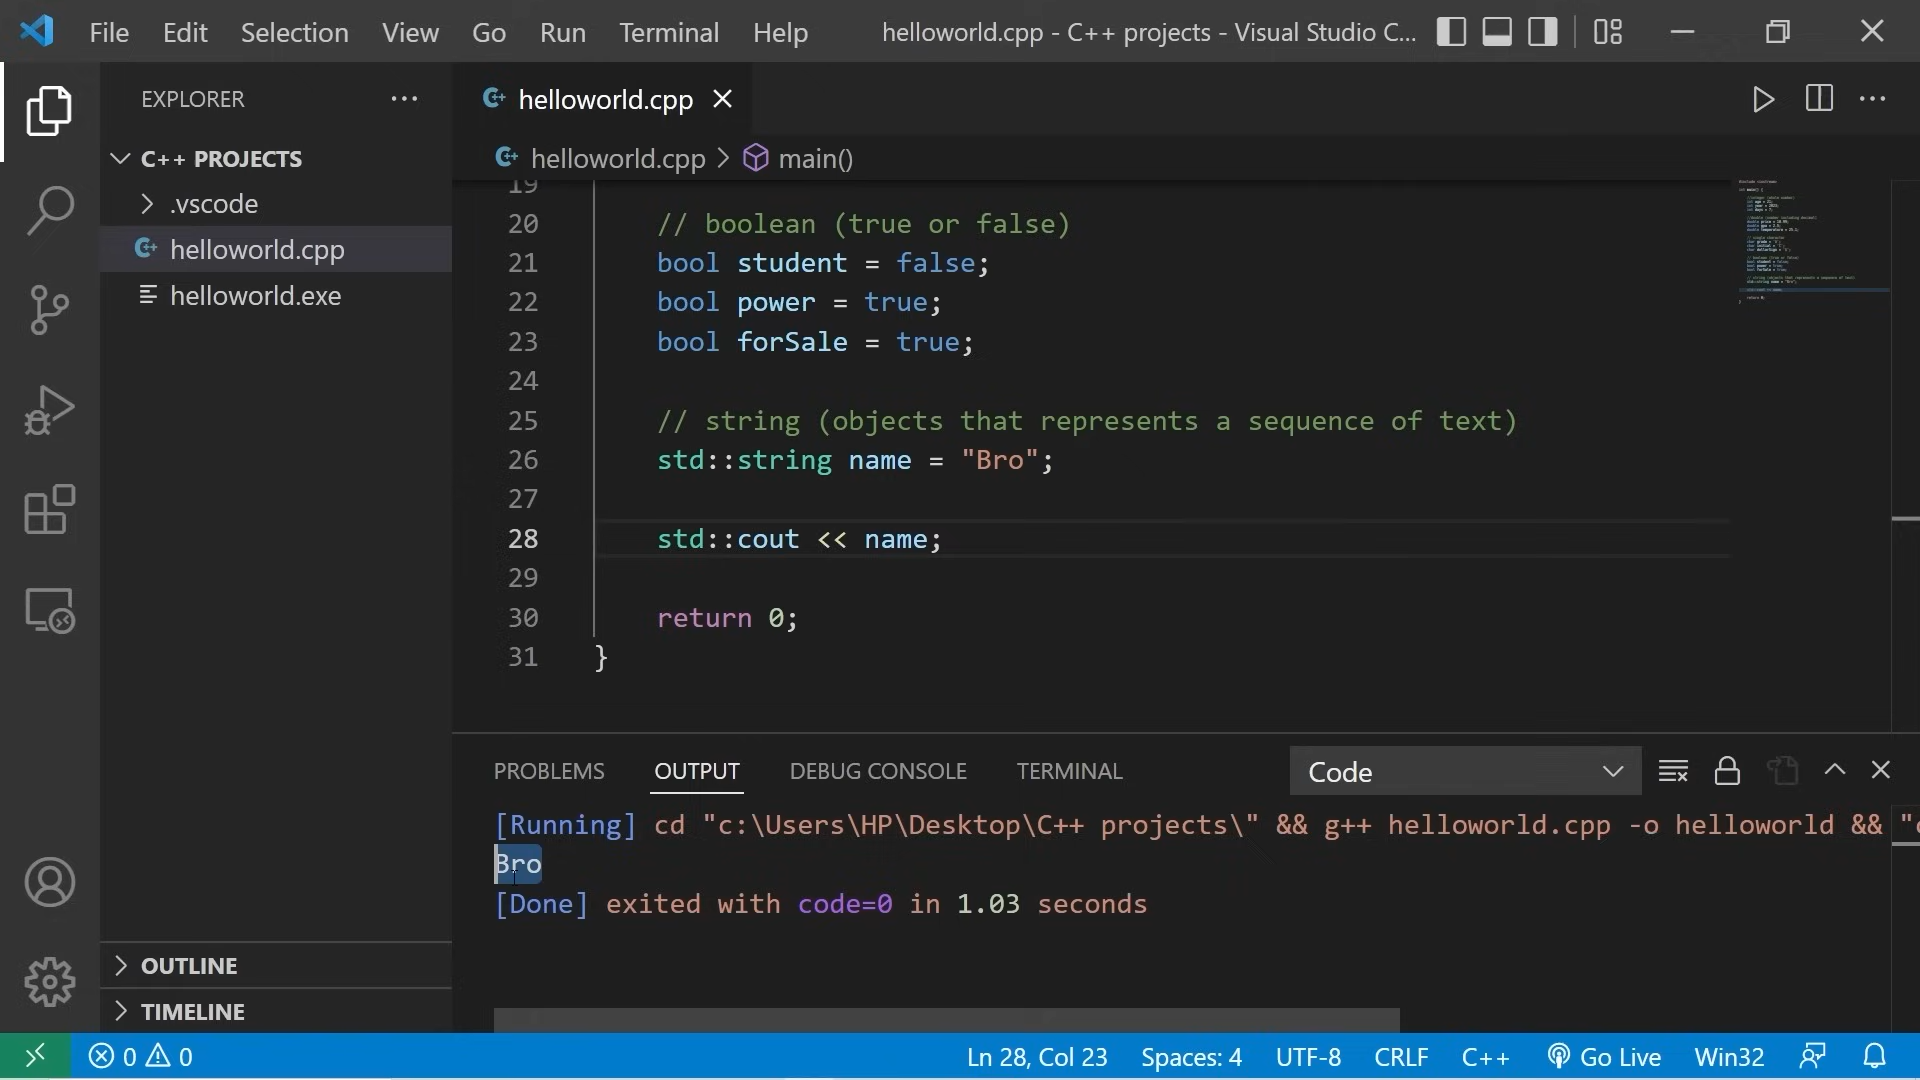 File Edit Selection View Go Run Terminal Help helloworld.cpp - C++ projects - Visual Studio C...
EXPLORER
C++ PROJECTS
.vscode
helloworld.cpp
helloworld.exe
OUTLINE
TIMELINE
helloworld.cpp
helloworld.cpp > main()
19
20 // boolean (true or false)
21 bool student = false;
22 bool power = true;
23 bool forSale = true;
24
25 // string (objects that represents a sequence of text)
26 std::string name = "Bro";
27
28 std::cout << name;
29
30 return 0;
31 }
PROBLEMS OUTPUT DEBUG CONSOLE TERMINAL Code
[Running] cd "c:\Users\HP\Desktop\C++ projects\" && g++ helloworld.cpp -o helloworld && "c
Bro
[Done] exited with code=0 in 1.03 seconds
0 0 Ln 28, Col 23 Spaces: 4 UTF-8 CRLF C++ Go Live Win32